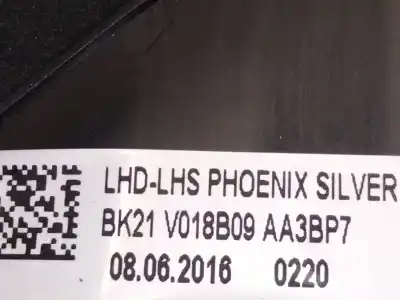 LHD-LHS PHOENIX SILVER
BK21 V018B09 AA3BP7
08.06.2016 0220